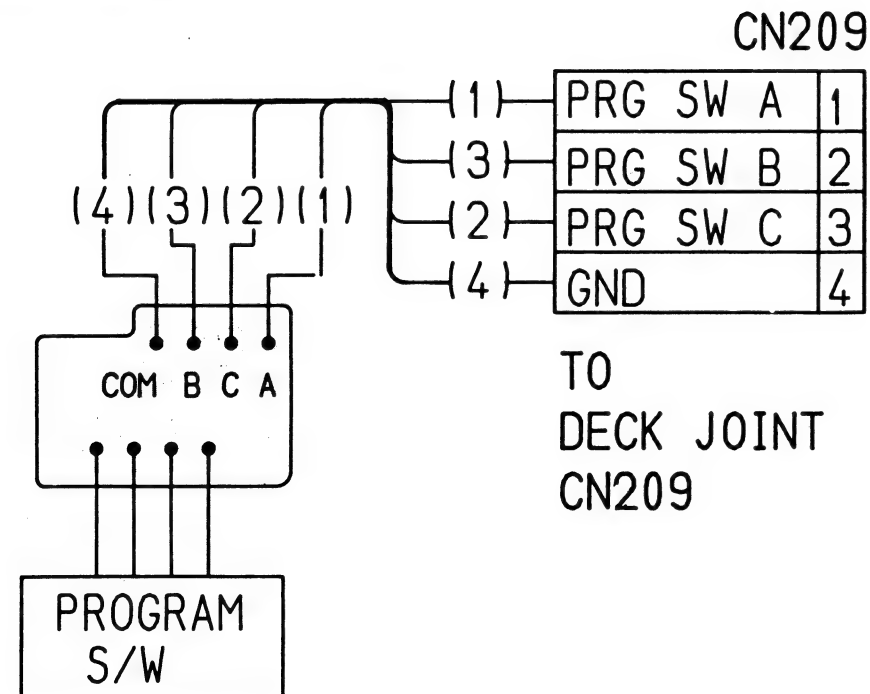 CN209
(1) PRG SW A 1
(3) PRG SW B 2
(2) PRG SW C 3
(4) GND 4
(4) (3) (2) (1)
COM B C A
TO
DECK JOINT
CN209
PROGRAM
S/W